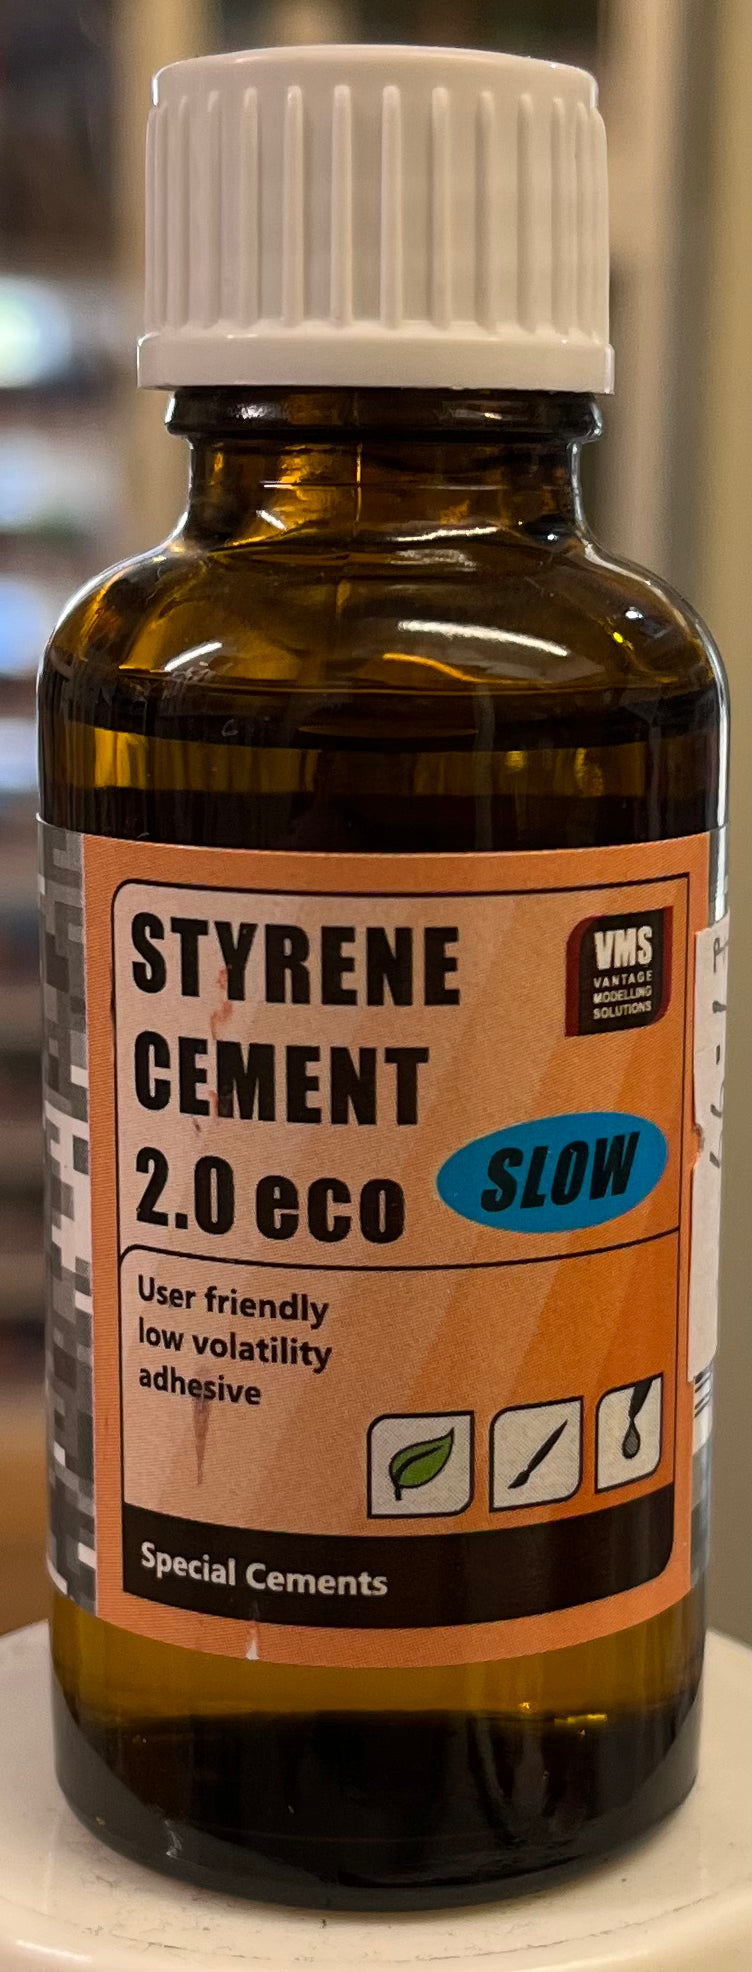 STYRENE
CEMENT
2.0 eco
VMS
VANTAGE
MODELLING
SOLUTIONS
SLOW
User friendly
low volatility
adhesive
Special Cements